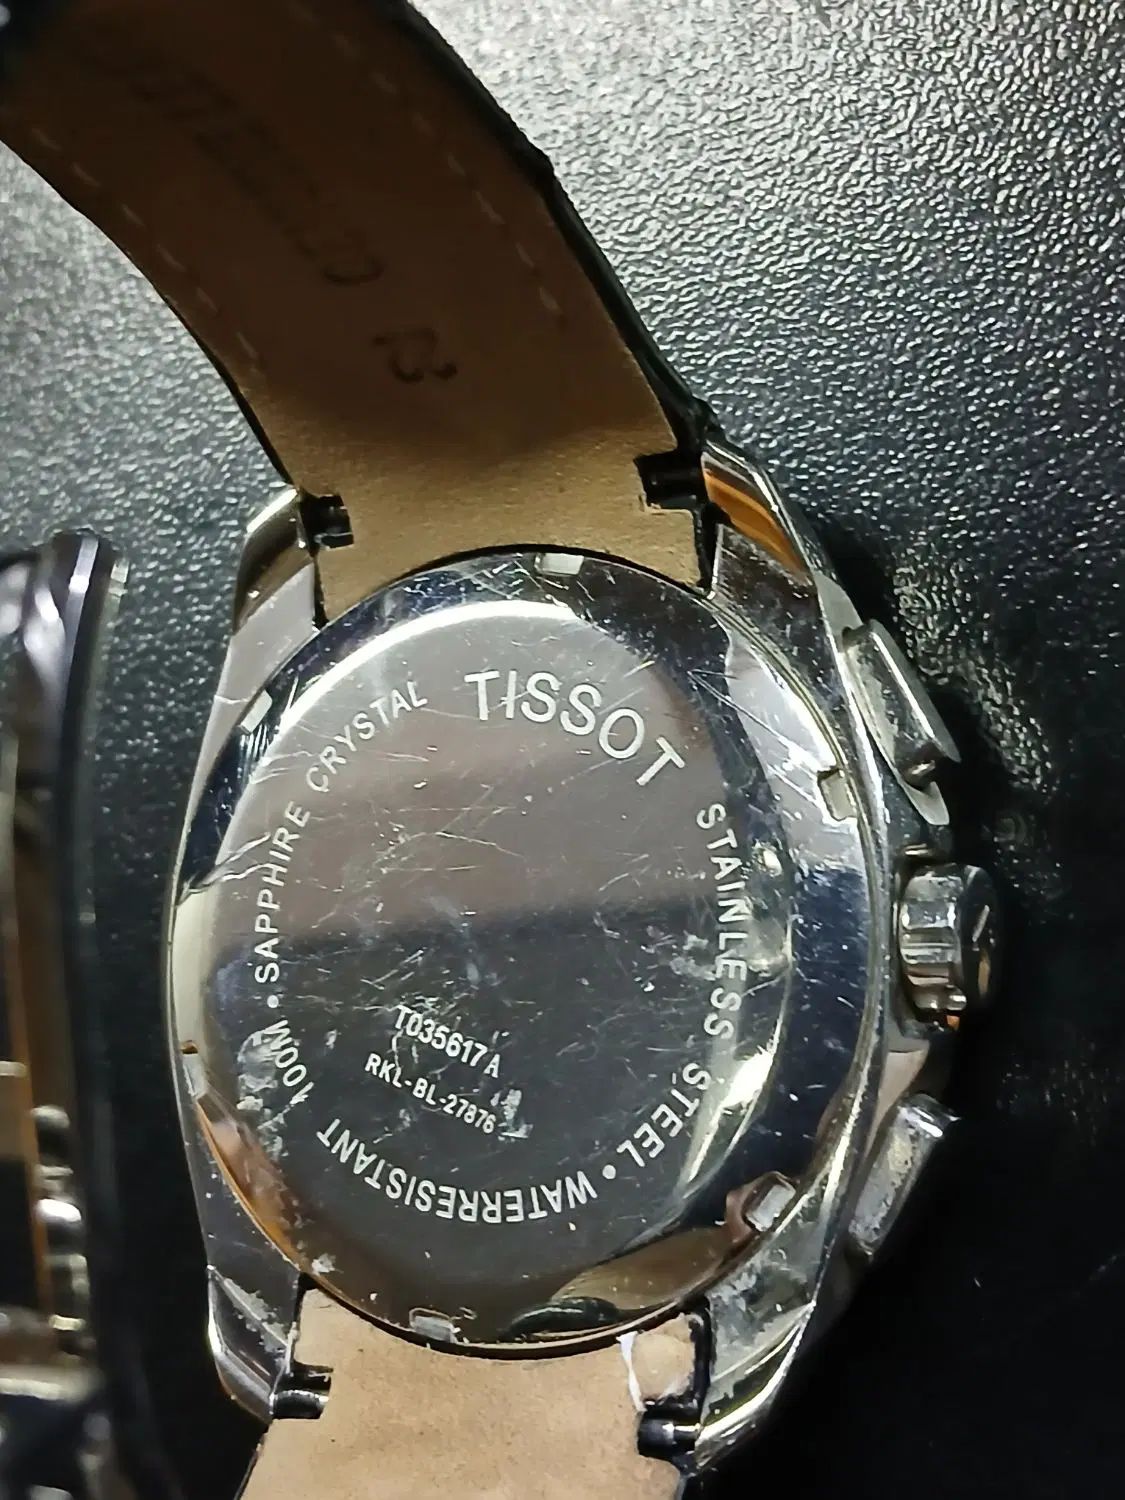 TISSOT
STAINLESS STEEL • WATERRESISTANT 100M • SAPPHIRE CRYSTAL
T035617A
RKL-BL-27876